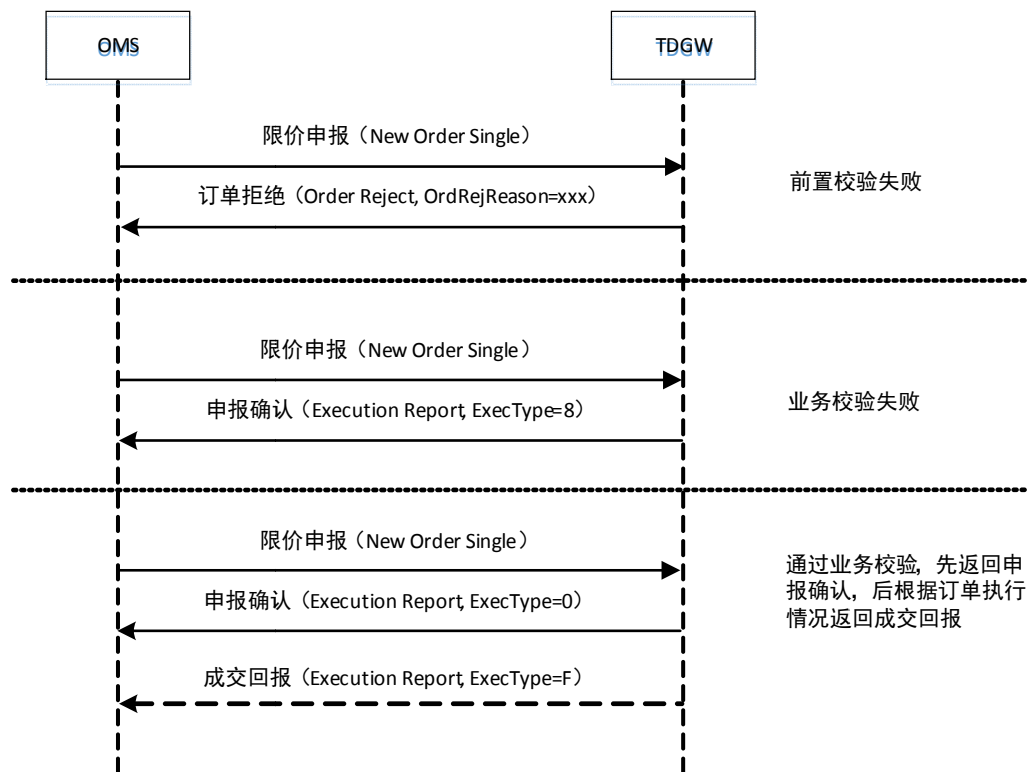 OMS
TDGW
限价申报（New Order Single）
订单拒绝（Order Reject, OrdRejReason=xxx）
前置校验失败
限价申报（New Order Single）
申报确认（Execution Report, ExecType=8）
业务校验失败
限价申报（New Order Single）
申报确认（Execution Report, ExecType=0）
成交回报（Execution Report, ExecType=F）
通过业务校验，先返回申
报确认，后根据订单执行
情况返回成交回报